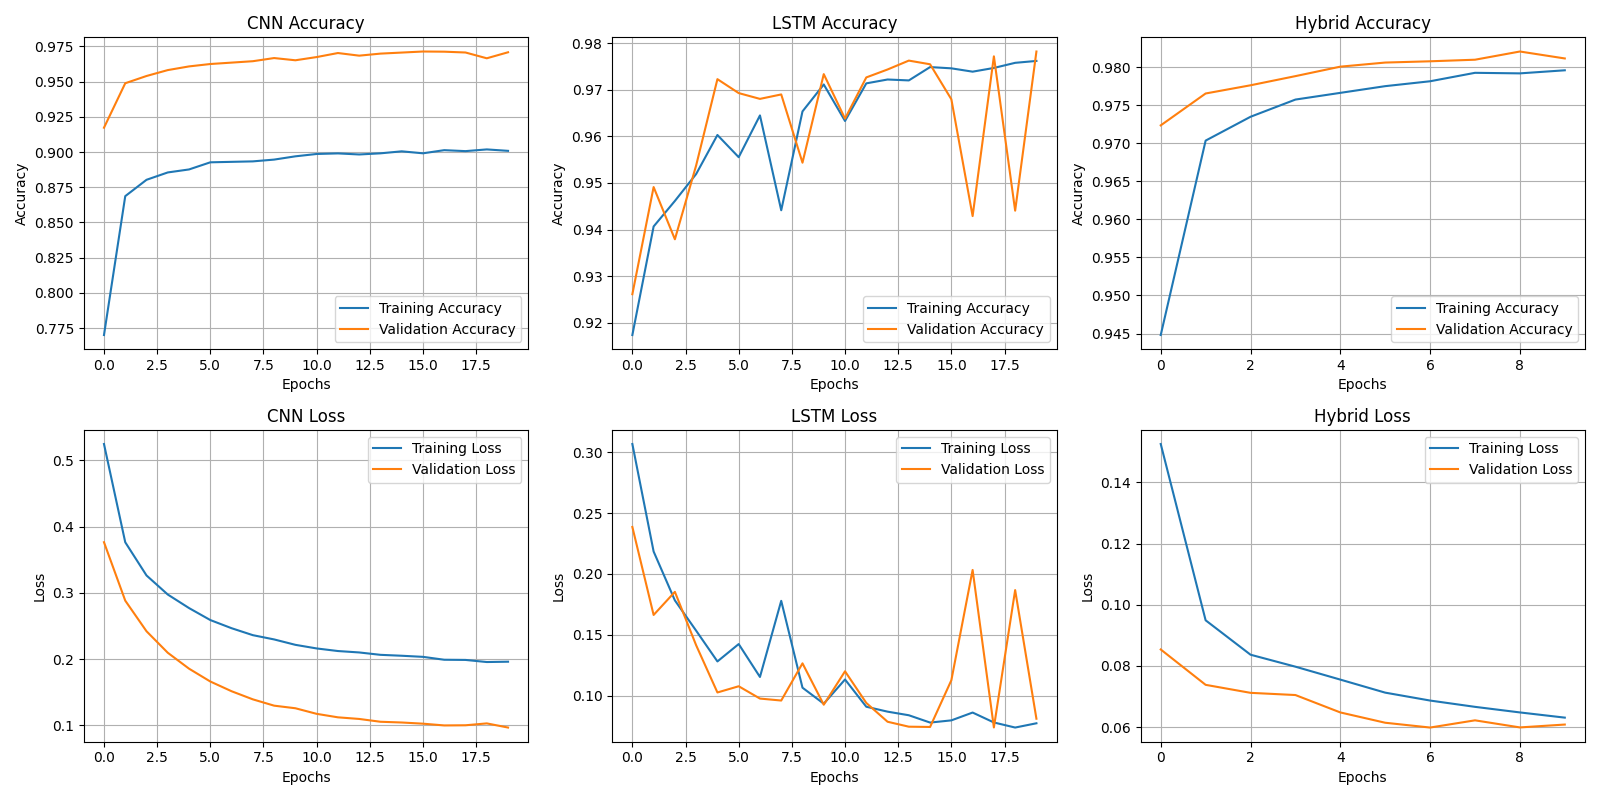 CNN Accuracy
0.975
0.950
0.925
0.900
0.875
0.850
0.825
0.800
0.775
Accuracy
Training Accuracy
Validation Accuracy
0.0 2.5 5.0 7.5 10.0 12.5 15.0 17.5
Epochs
LSTM Accuracy
0.98
0.97
0.96
0.95
0.94
0.93
0.92
Accuracy
Training Accuracy
Validation Accuracy
0.0 2.5 5.0 7.5 10.0 12.5 15.0 17.5
Epochs
Hybrid Accuracy
0.980
0.975
0.970
0.965
0.960
0.955
0.950
0.945
Accuracy
Training Accuracy
Validation Accuracy
0 2 4 6 8
Epochs
CNN Loss
Training Loss
Validation Loss
0.5
0.4
0.3
0.2
0.1
Loss
0.0 2.5 5.0 7.5 10.0 12.5 15.0 17.5
Epochs
LSTM Loss
Training Loss
Validation Loss
0.30
0.25
0.20
0.15
0.10
Loss
0.0 2.5 5.0 7.5 10.0 12.5 15.0 17.5
Epochs
Hybrid Loss
Training Loss
Validation Loss
0.14
0.12
0.10
0.08
0.06
Loss
0 2 4 6 8
Epochs